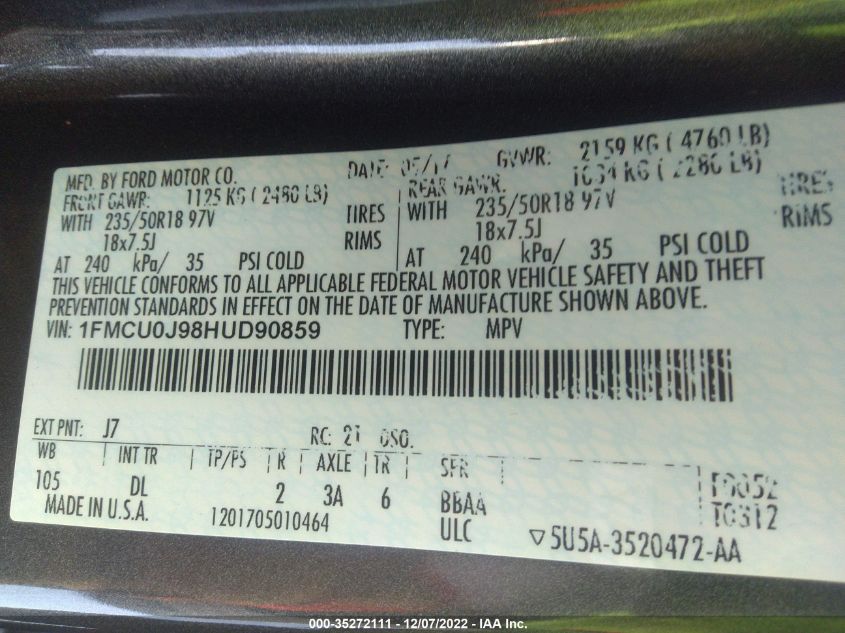 MFD. BY FORD MOTOR CO. DATE: 05/17 GVWR: 2159 KG ( 4760 LB)
FRONT GAWR: 1125 KG ( 2480 LB) REAR GAWR: 1034 KG ( 2280 LB)
WITH 235/50R18 97V TIRES WITH 235/50R18 97V TIRES
18x7.5J RIMS 18x7.5J RIMS
AT 240 kPa/ 35 PSI COLD AT 240 kPa/ 35 PSI COLD
THIS VEHICLE CONFORMS TO ALL APPLICABLE FEDERAL MOTOR VEHICLE SAFETY AND THEFT
PREVENTION STANDARDS IN EFFECT ON THE DATE OF MANUFACTURE SHOWN ABOVE.
VIN: 1FMCU0J98HUD90859 TYPE: MPV
EXT PNT: J7 RC: 21 DSO:
WB INT TR TP/PS R AXLE TR SPR
105 DL 2 3A 6 BBAA
MADE IN U.S.A. 1201705010464 ULC ▽5U5A-3520472-AA
000-35272111 - 12/07/2022 - IAA Inc.